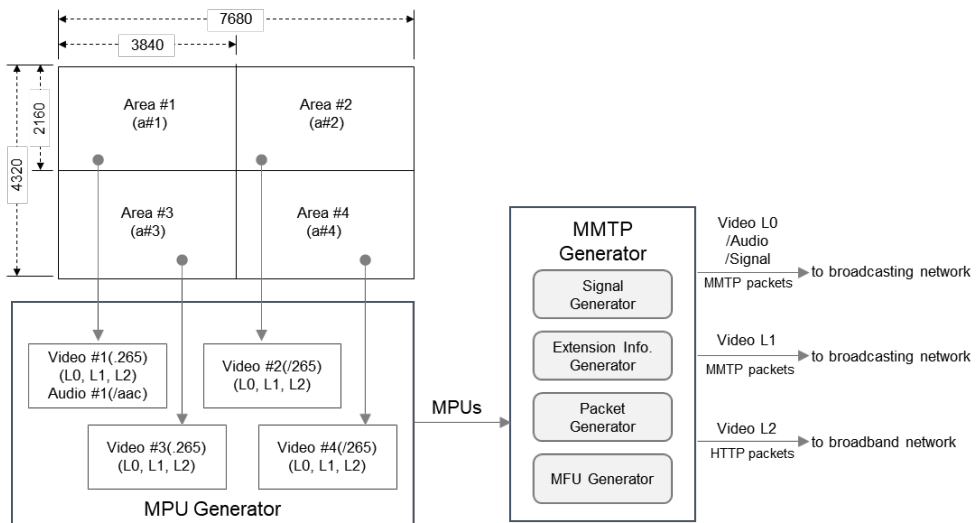 7680
3840
2160
4320
Area #1
(a#1)
Area #2
(a#2)
Area #3
(a#3)
Area #4
(a#4)
Video #1(.265)
(L0, L1, L2)
Audio #1(/aac)
Video #2(/265)
(L0, L1, L2)
Video #3(.265)
(L0, L1, L2)
Video #4(/265)
(L0, L1, L2)
MPU Generator
MPUs
MMTP
Generator
Signal
Generator
Extension Info.
Generator
Packet
Generator
MFU Generator
Video L0
/Audio
/Signal
MMTP packets
to broadcasting network
Video L1
MMTP packets
to broadcasting network
Video L2
HTTP packets
to broadband network